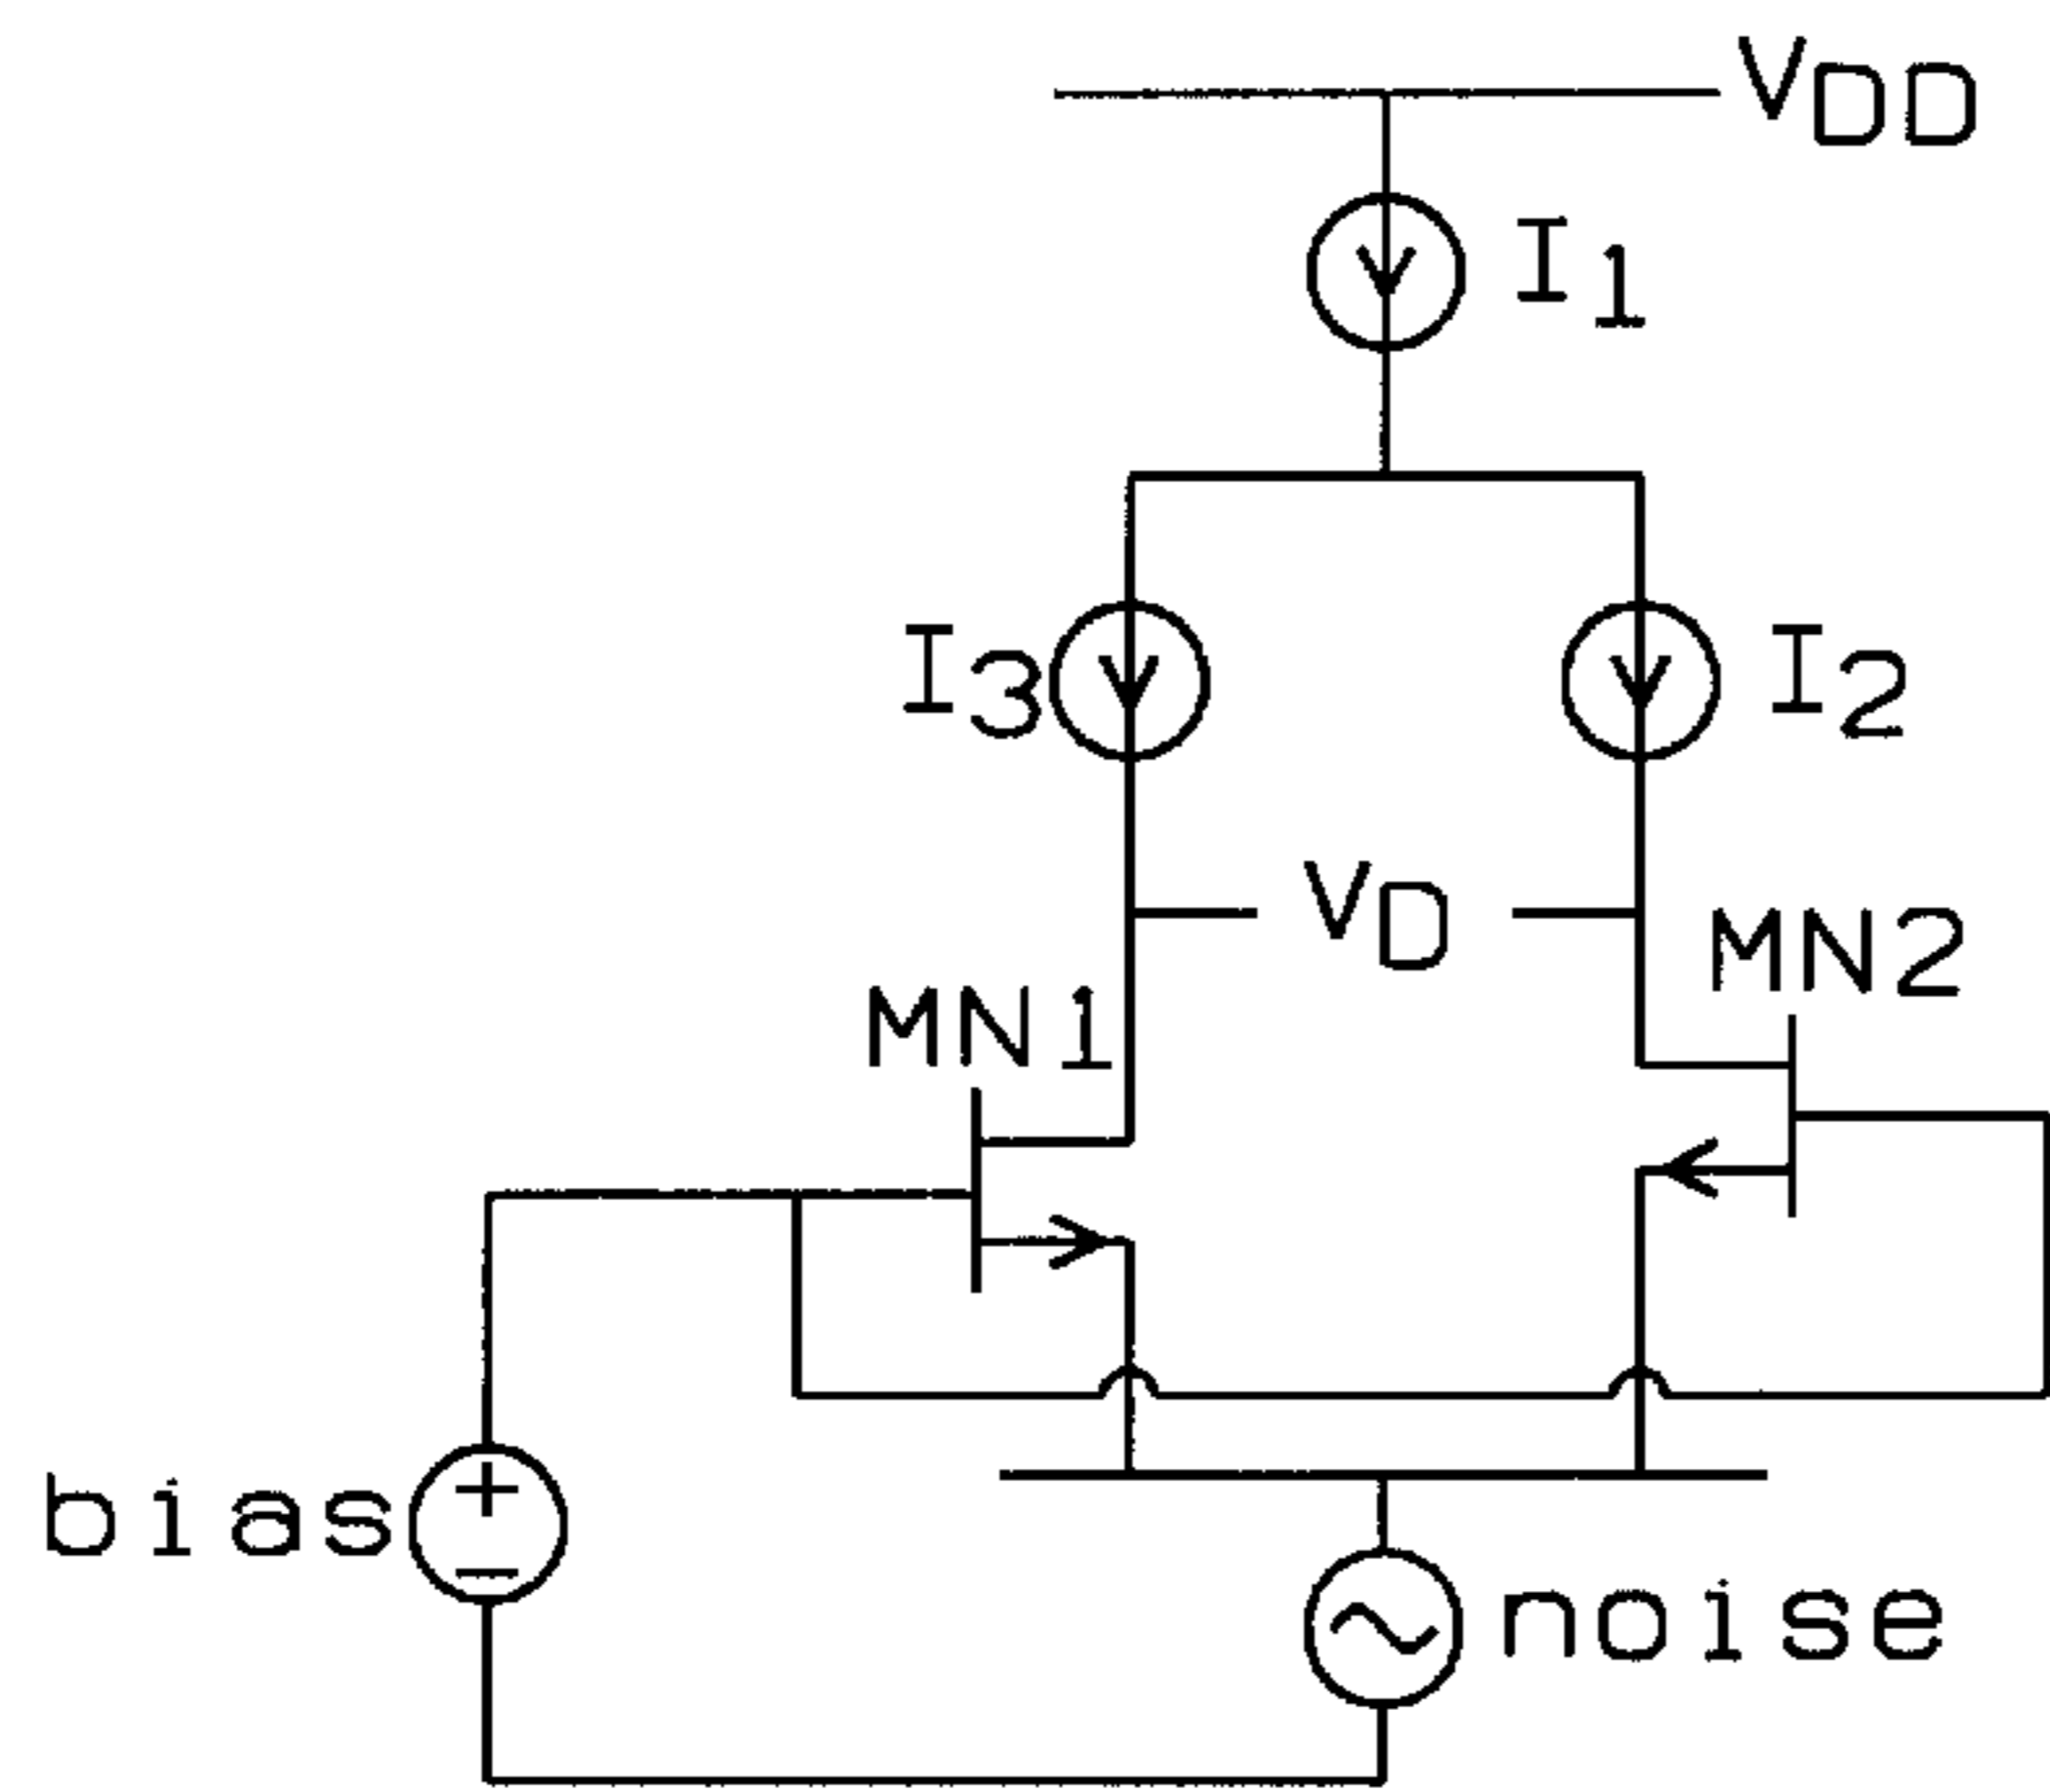 VDD
I1
I3
I2
VD
MN2
MN1
bias
noise